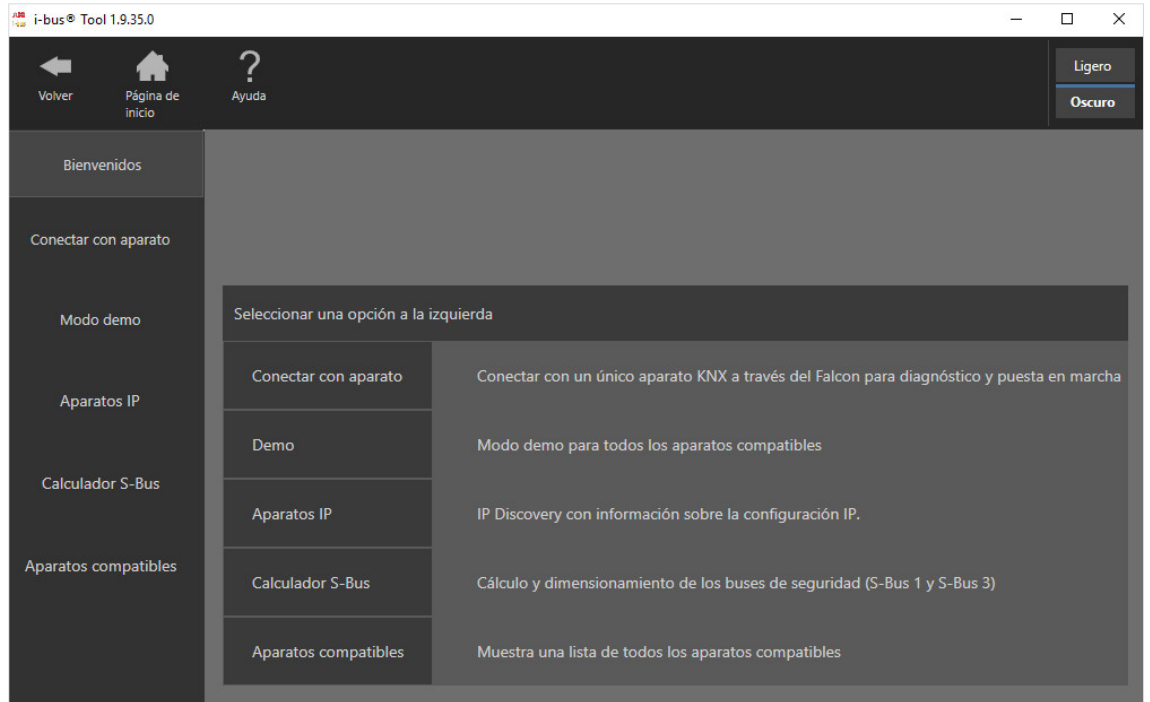 i-bus® Tool 1.9.35.0
Volver
Página de
inicio
Ayuda
Ligero
Oscuro
Bienvenidos
Conectar con aparato
Modo demo
Aparatos IP
Calculador S-Bus
Aparatos compatibles
Seleccionar una opción a la izquierda
Conectar con aparato Conectar con un único aparato KNX a través del Falcon para diagnóstico y puesta en marcha
Demo Modo demo para todos los aparatos compatibles
Aparatos IP IP Discovery con información sobre la configuración IP.
Calculador S-Bus Cálculo y dimensionamiento de los buses de seguridad (S-Bus 1 y S-Bus 3)
Aparatos compatibles Muestra una lista de todos los aparatos compatibles